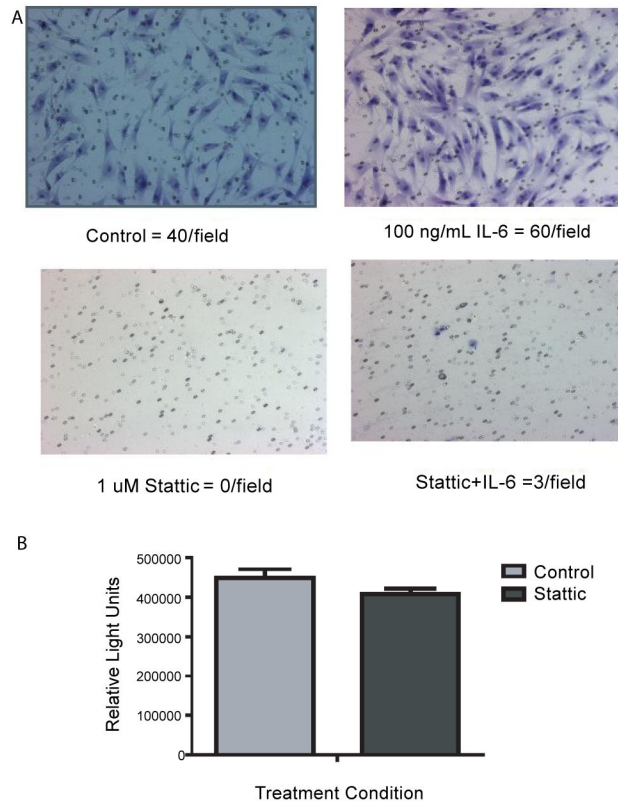 A
Control = 40/field
100 ng/mL IL-6 = 60/field
1 uM Stattic = 0/field
Stattic+IL-6 =3/field
B
500000
400000
300000
200000
100000
0
Relative Light Units
Control
Stattic
Treatment Condition